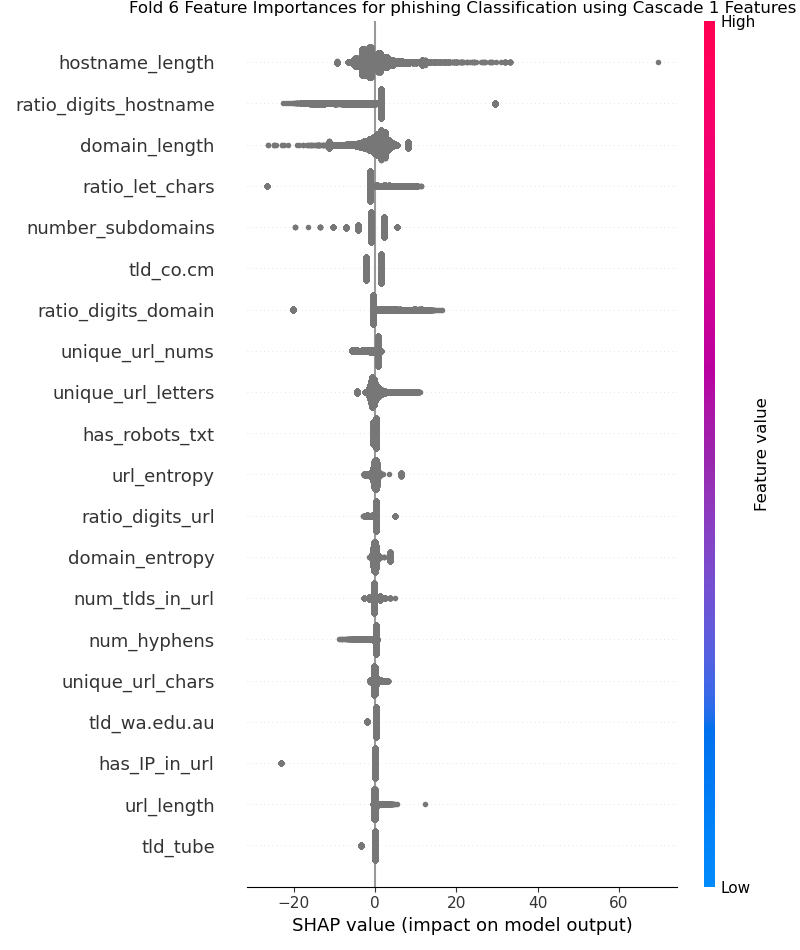 Fold 6 Feature Importances for phishing Classification using Cascade 1 Features
High
hostname_length
ratio_digits_hostname
domain_length
ratio_let_chars
number_subdomains
tld_co.cm
ratio_digits_domain
unique_url_nums
unique_url_letters
has_robots_txt
url_entropy
ratio_digits_url
domain_entropy
num_tlds_in_url
num_hyphens
unique_url_chars
tld_wa.edu.au
has_IP_in_url
url_length
tld_tube
Feature value
Low
−20 0 20 40 60
SHAP value (impact on model output)